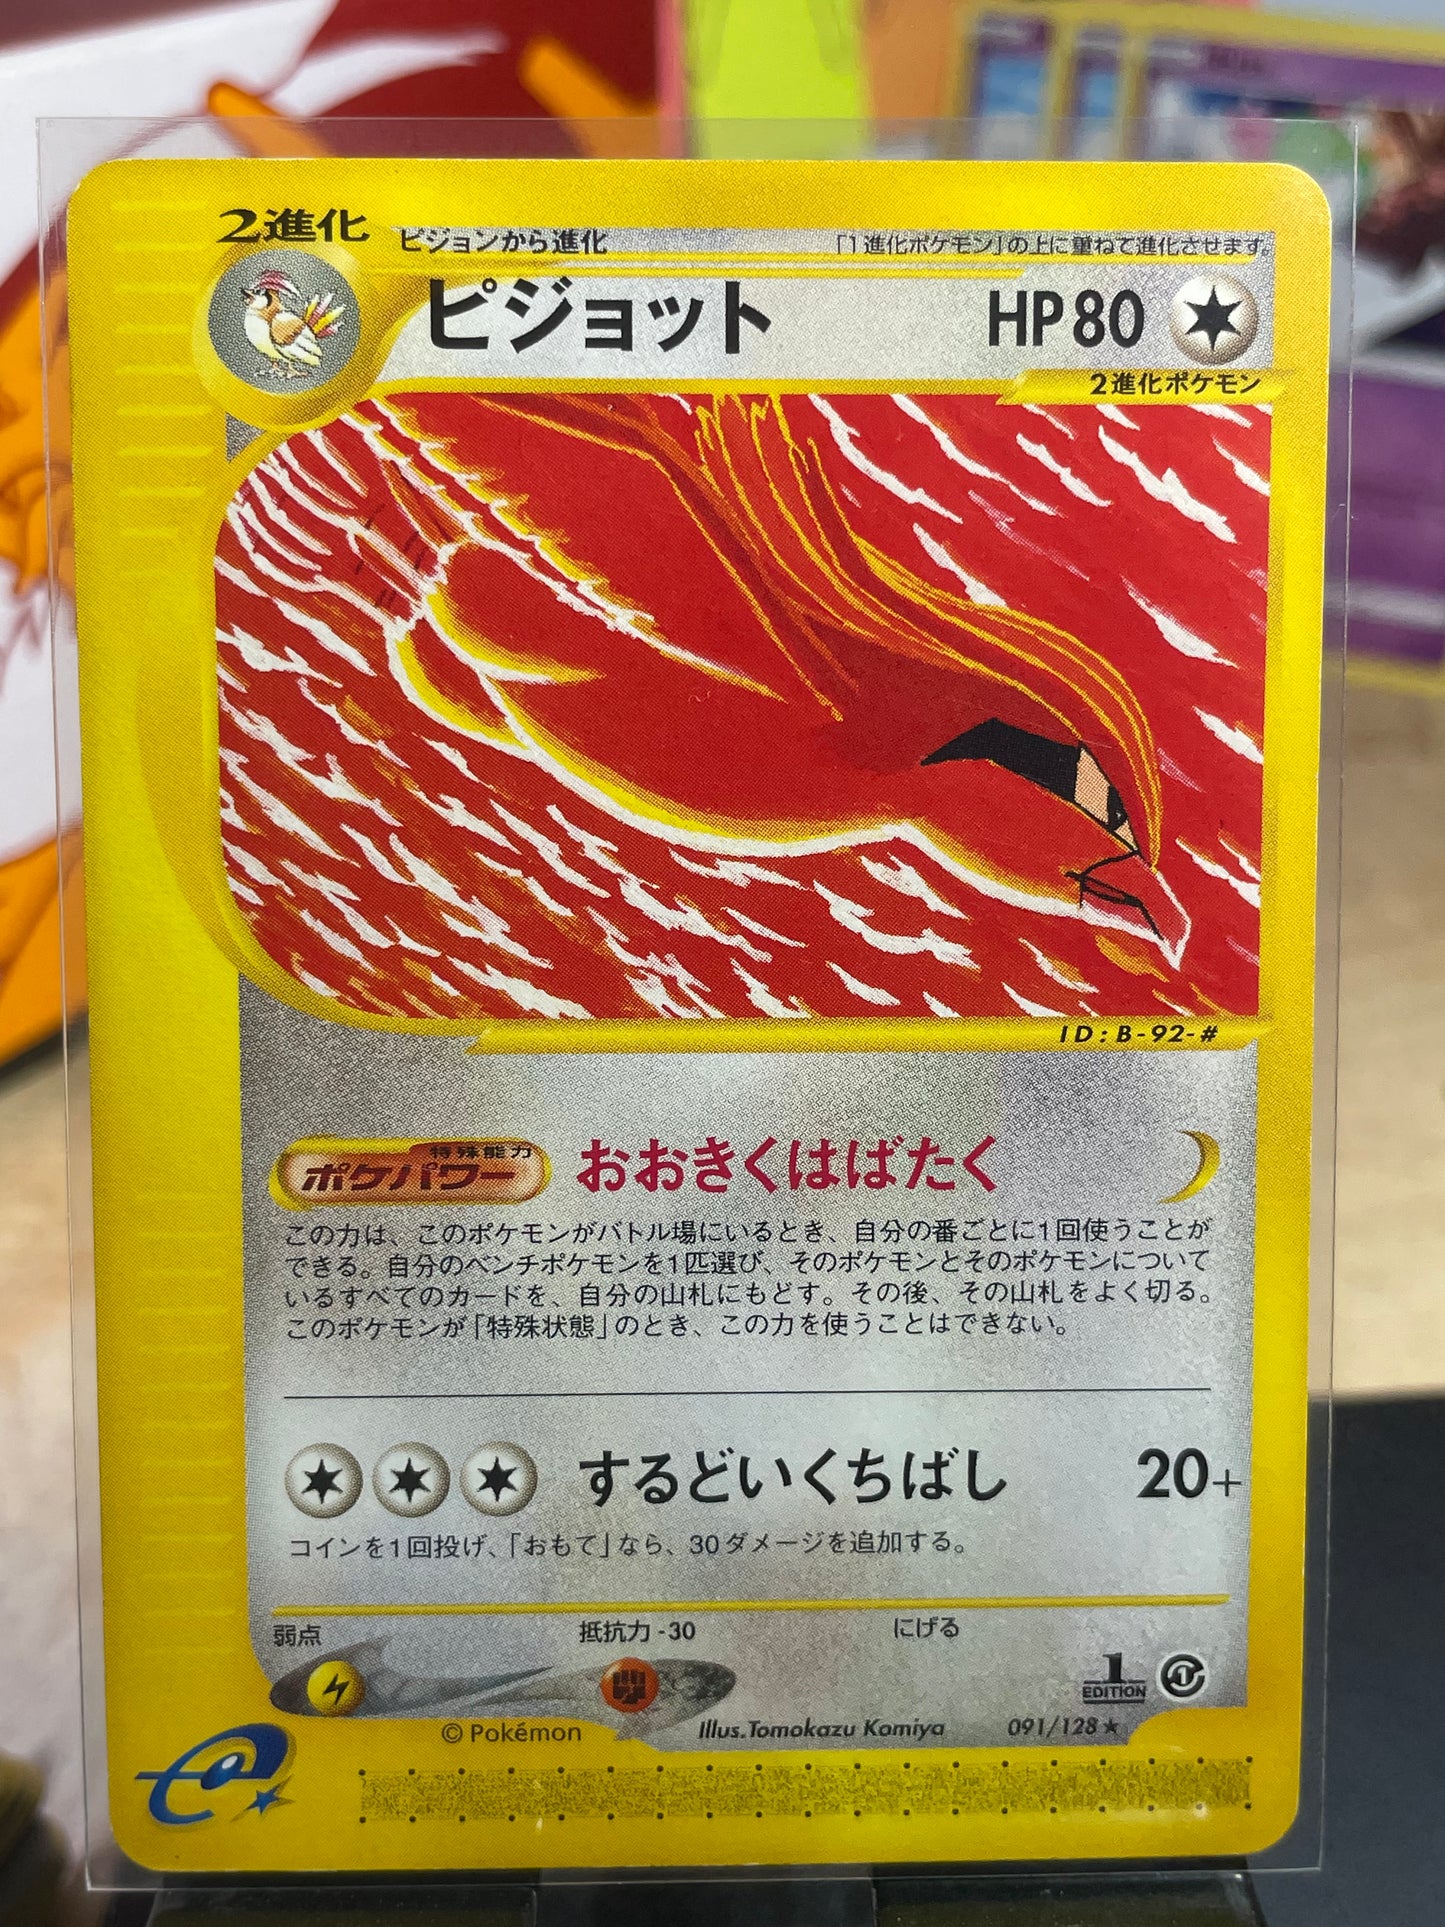 2進化
ピジョンから進化
「1進化ポケモン」の上に重ねて進化させます。
ピジョット
HP80
2進化ポケモン
ID:B-92-#
特殊能力
ポケパワー
おおきくはばたく
この力は、このポケモンがバトル場にいるとき、自分の番ごとに1回使うことが
できる。自分のベンチポケモンを1匹選び、そのポケモンとそのポケモンについて
いるすべてのカードを、自分の山札にもどす。その後、その山札をよく切る。
このポケモンが「特殊状態」のとき、この力を使うことはできない。
するどいくちばし
20+
コインを1回投げ、「おもて」なら、30ダメージを追加する。
弱点
抵抗力 -30
にげる
1
EDITION
© Pokémon
Illus.Tomokazu Komiya
091/128★
e